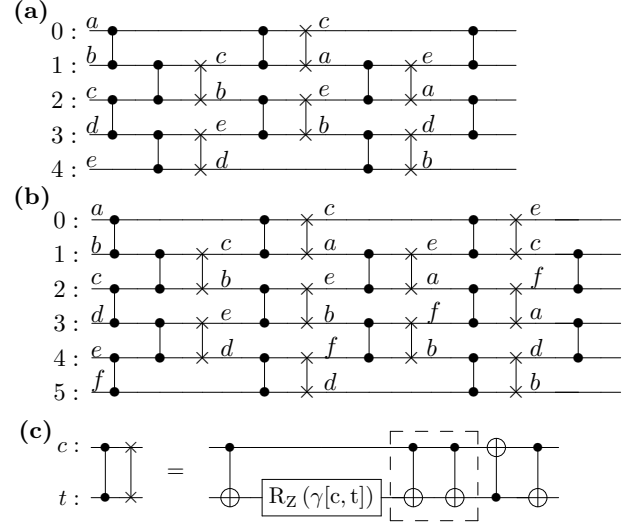 (a)
a c
0 :
b c a e
1 :
c b e a
2 :
d e b d
3 :
e d b
4 :
(b)
a c e
0 :
b c a e c
1 :
c b e a f
2 :
d e b f a
3 :
e d f b d
4 :
f d b
5 :
(c)
c :
=
t : R_Z (γ[c, t])